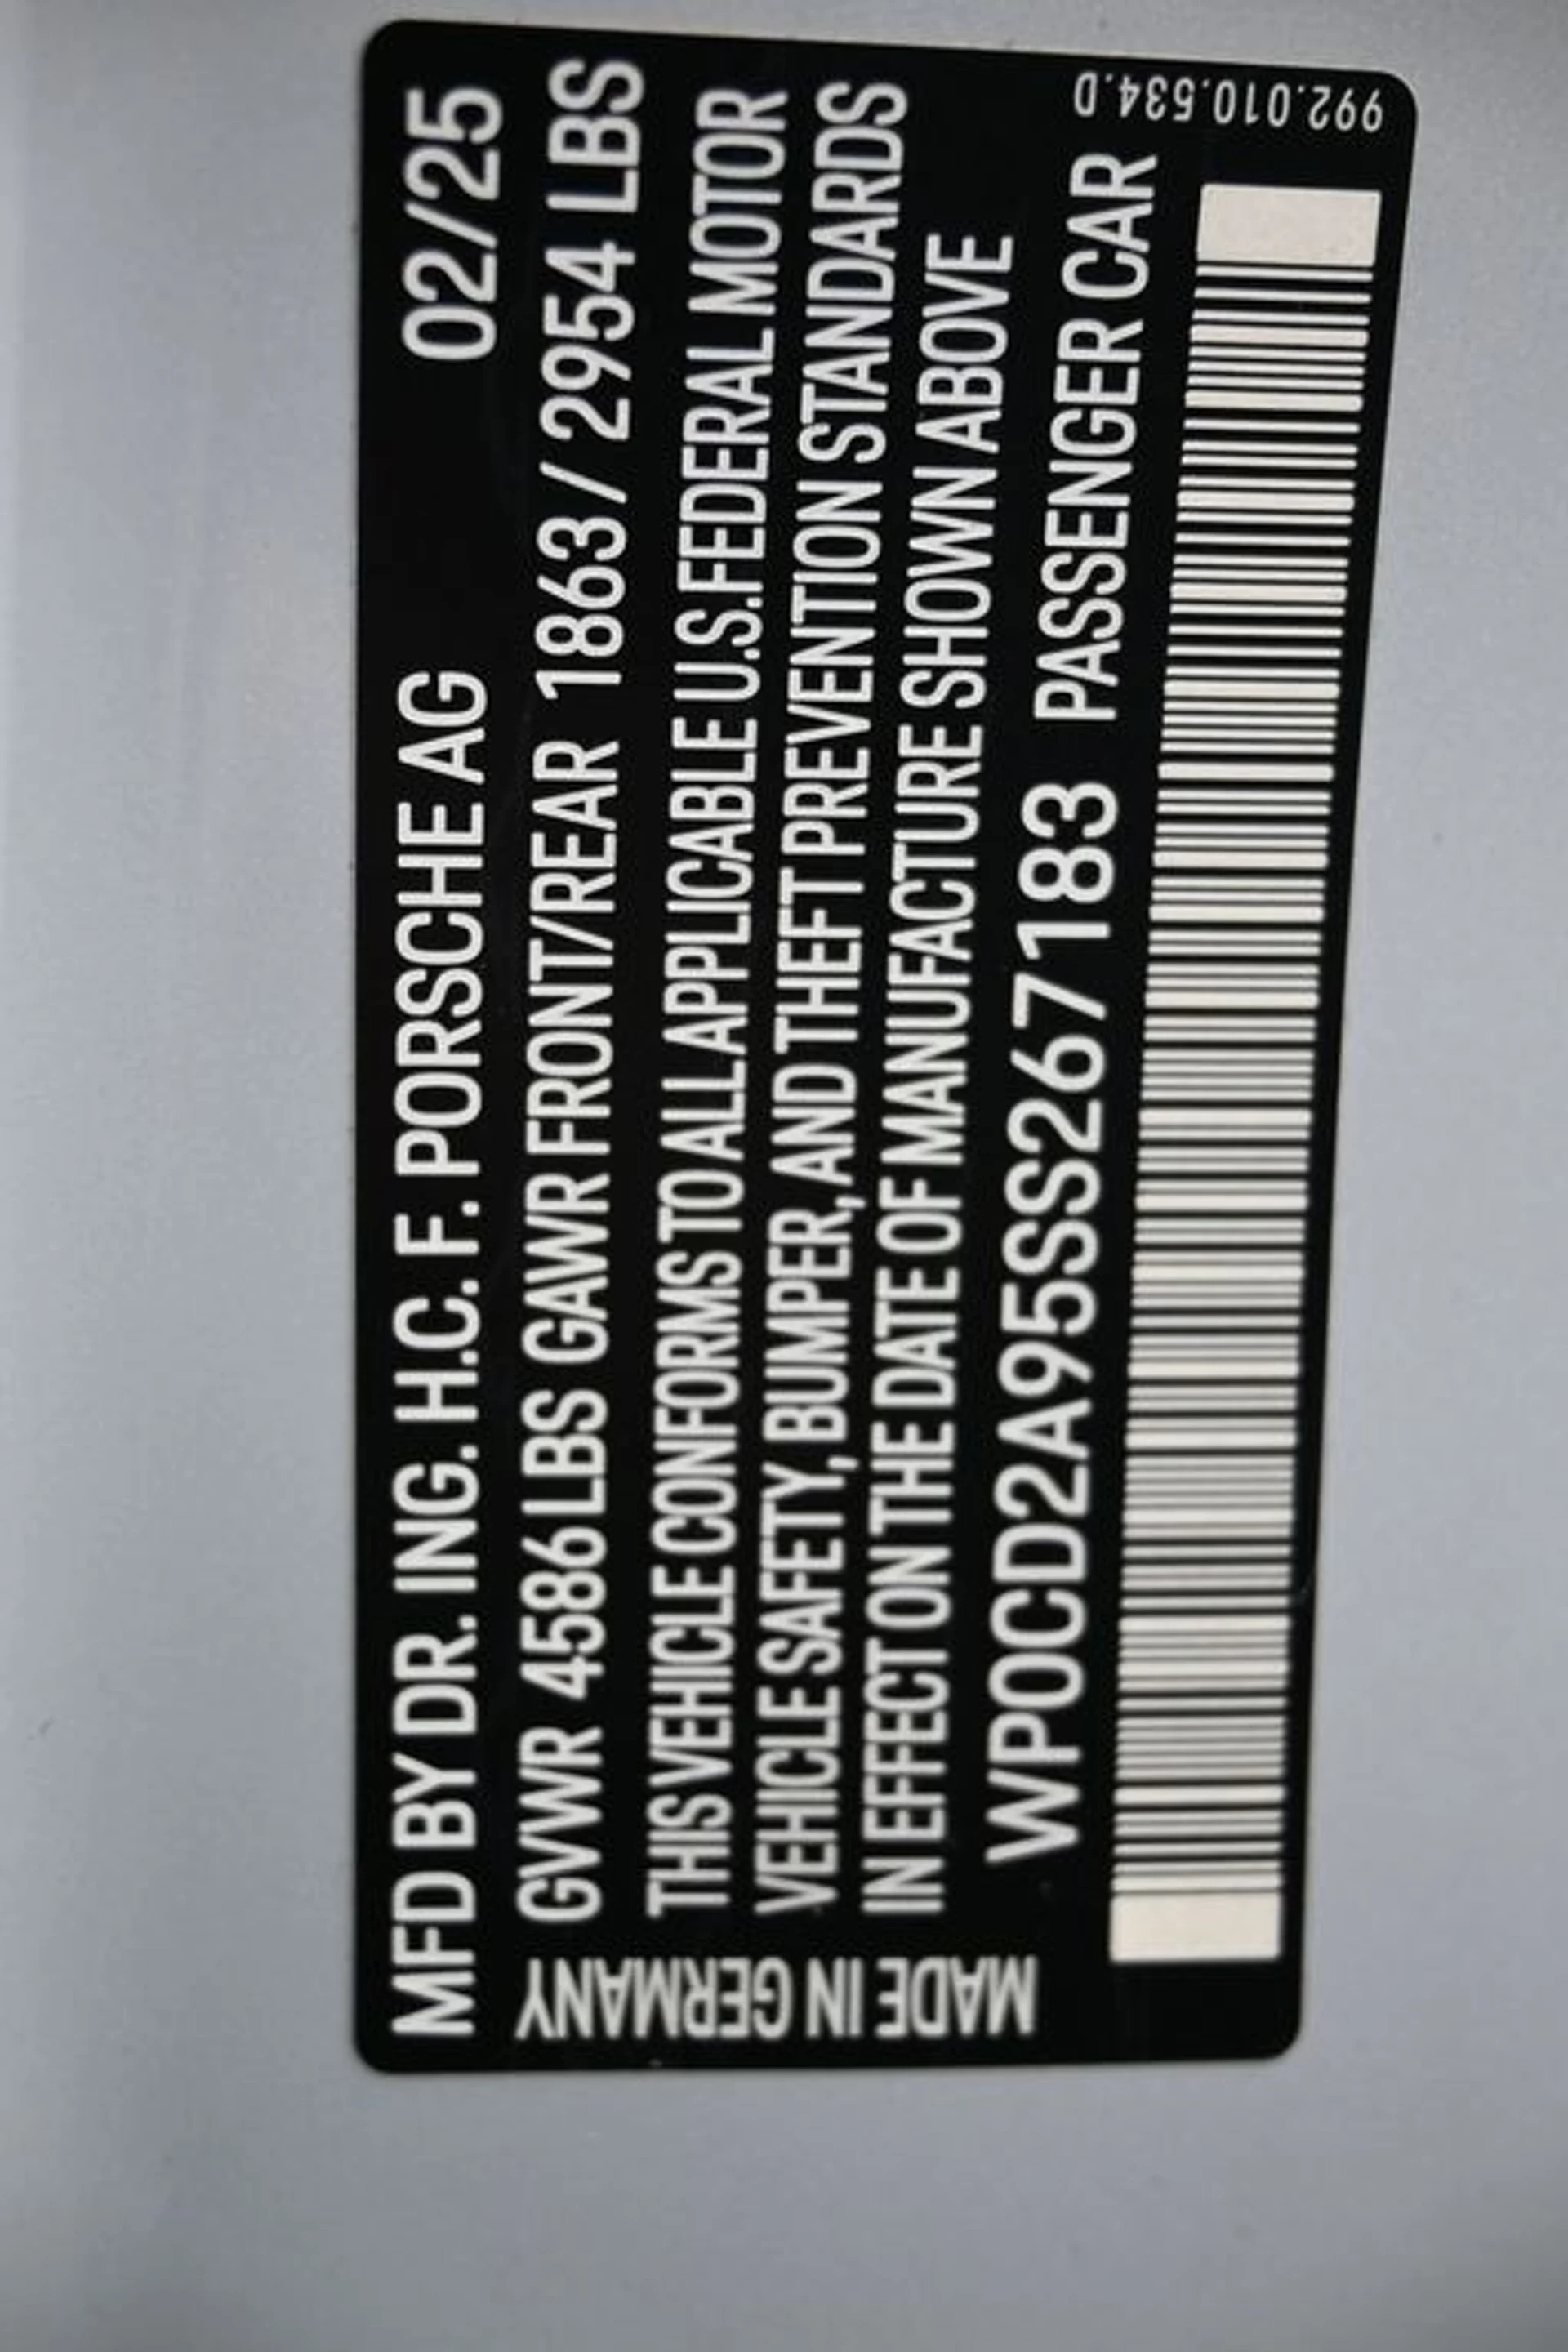 MFD BY DR. ING. H.C. F. PORSCHE AG 02/25
GVWR 4586 LBS GAWR FRONT/REAR 1863 / 2954 LBS
THIS VEHICLE CONFORMS TO ALL APPLICABLE U.S.FEDERAL MOTOR
VEHICLE SAFETY, BUMPER, AND THEFT PREVENTION STANDARDS
IN EFFECT ON THE DATE OF MANUFACTURE SHOWN ABOVE
WP0CD2A95SS267183 PASSENGER CAR
MADE IN GERMANY
992.010.534.D